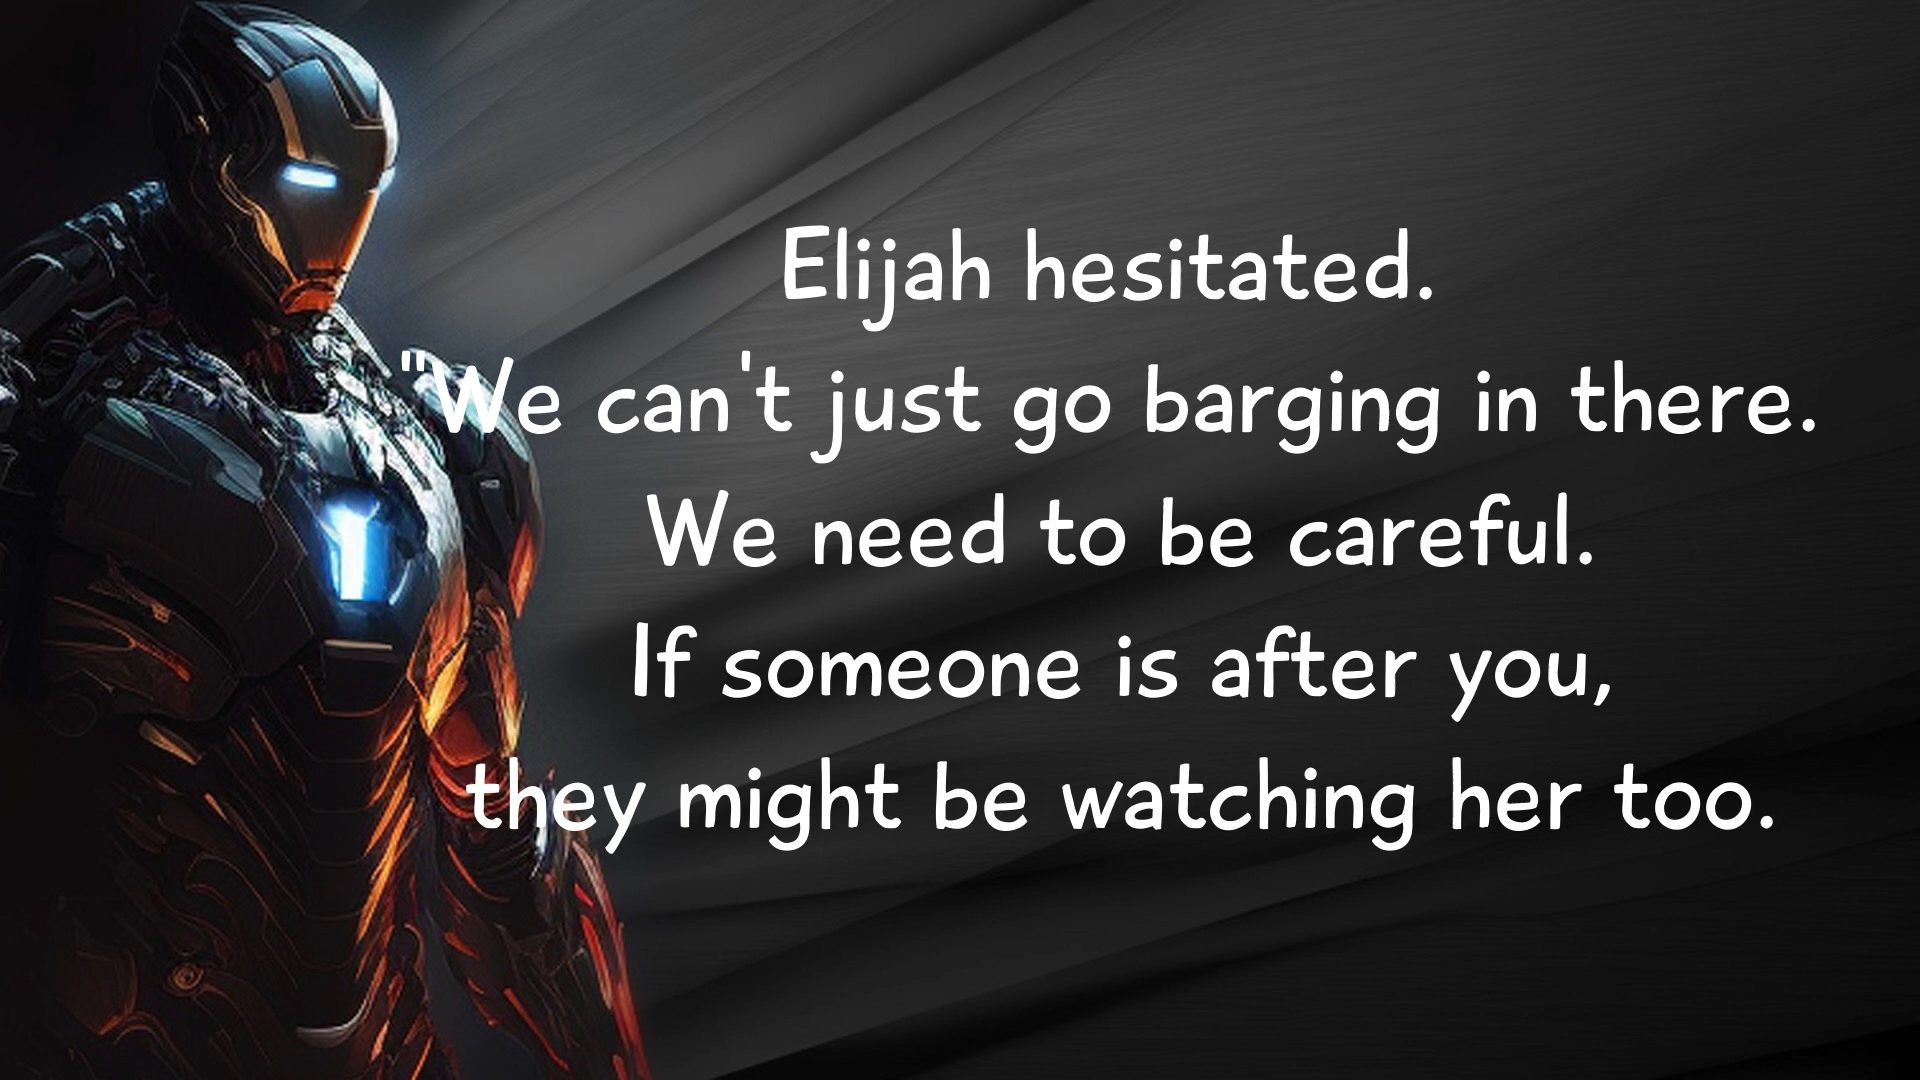 Elijah hesitated.
"We can't just go barging in there.
We need to be careful.
If someone is after you,
they might be watching her too.